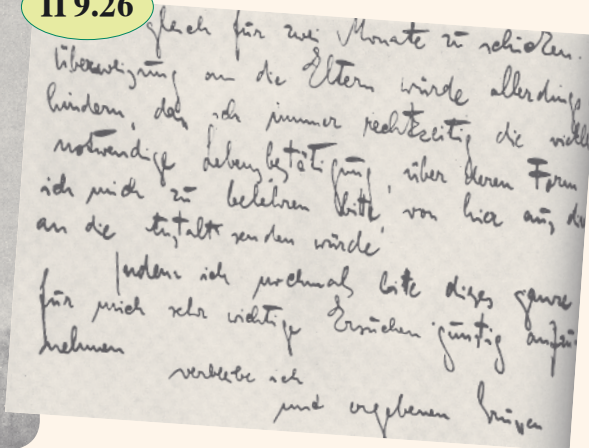 II 9.26
gleich für zwei Monate zu schicken.
Überweisung an die Eltern würde allerdings
hindern, daß ich immer rechtzeitig die viell
notwendige Lebensbestätigung, über deren Form
ich mich zu belehren bitte, von hier aus di
an die Anstalt senden würde
Indem ich nochmals bitte dieses ganze
für mich sehr wichtige Ersuchen günstig aufzu
nehmen
verbleibe ich
mit ergebenen Grüssen